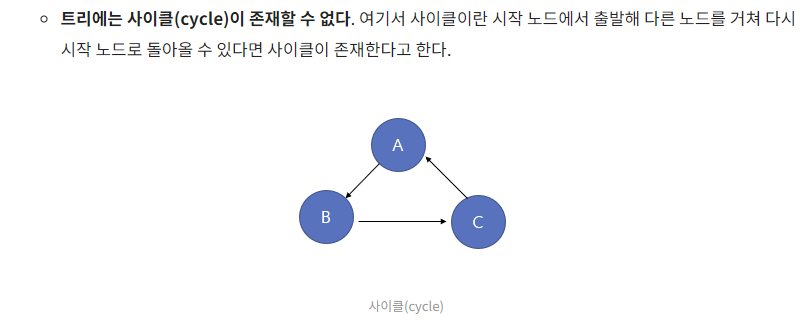 트리에는 사이클(cycle)이 존재할 수 없다. 여기서 사이클이란 시작 노드에서 출발해 다른 노드를 거쳐 다시
시작 노드로 돌아올 수 있다면 사이클이 존재한다고 한다.
A
B
C
사이클(cycle)